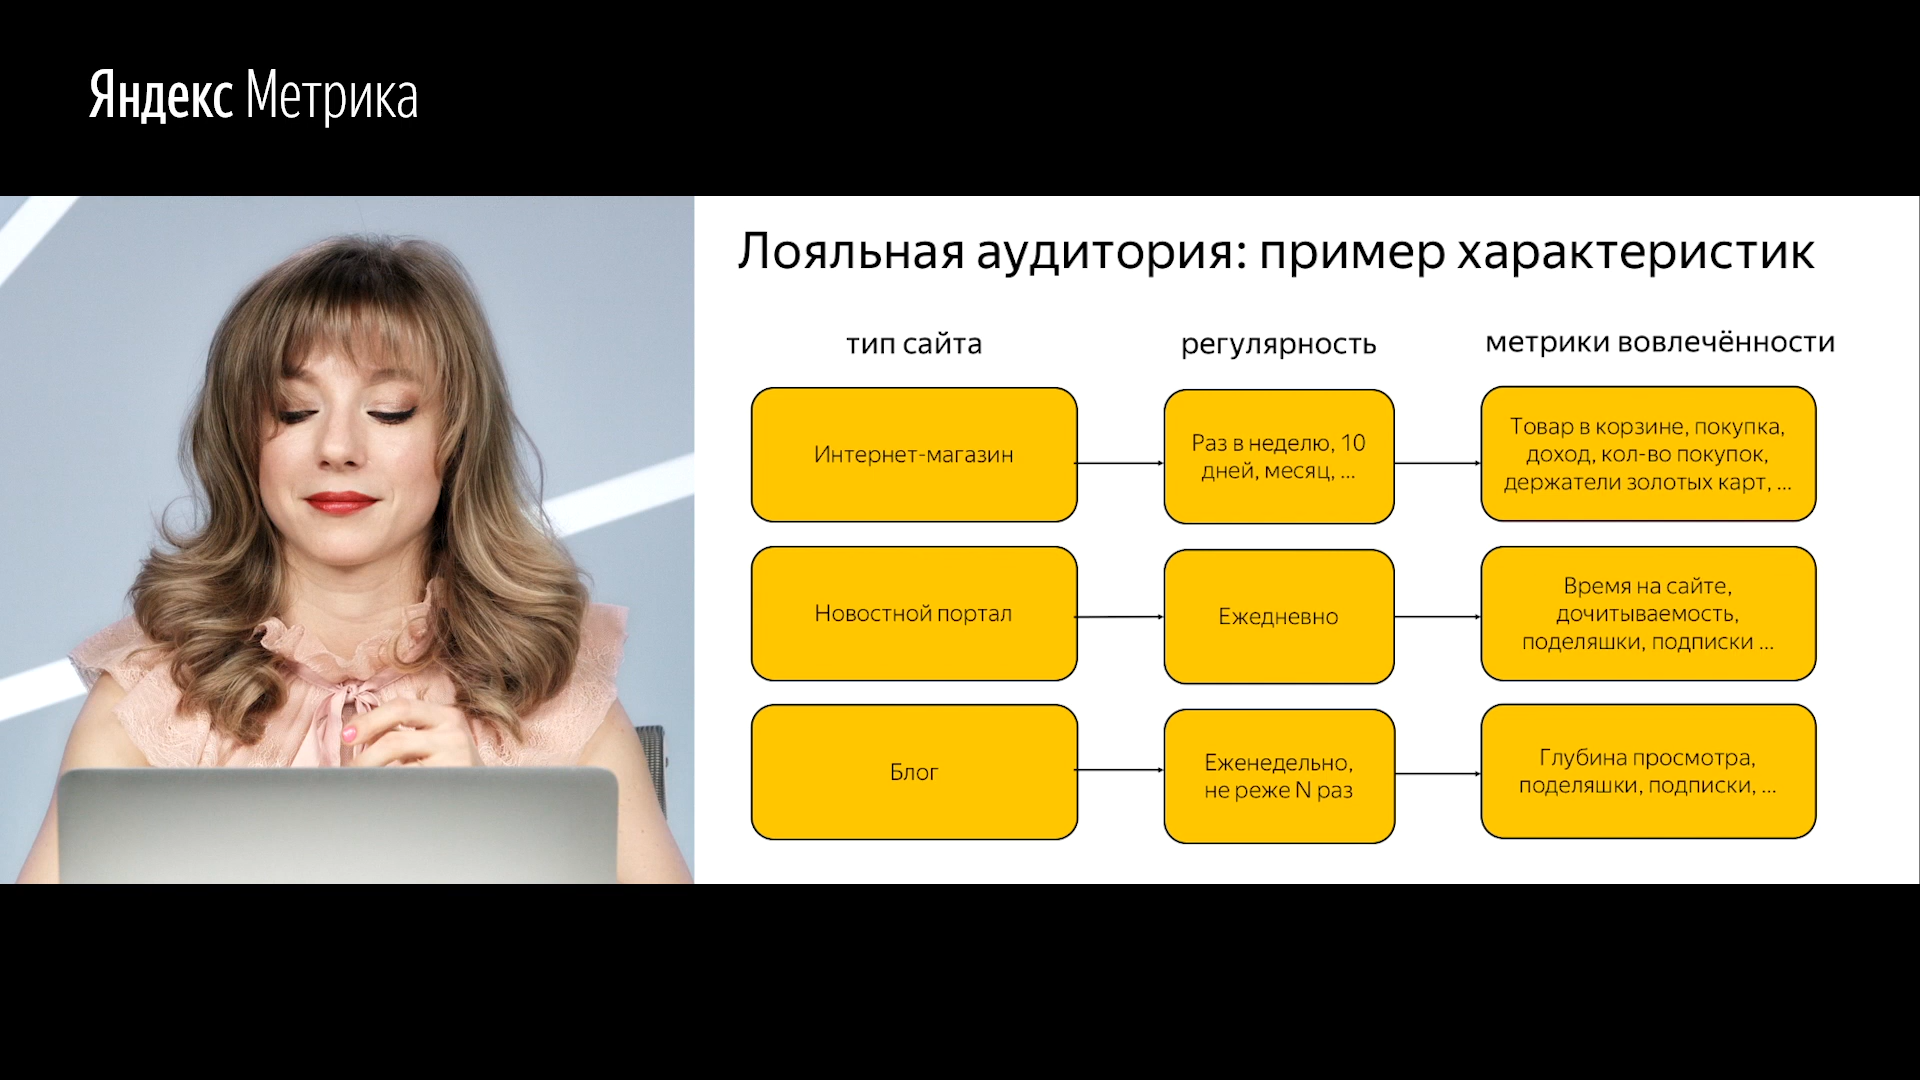 Яндекс Метрика
Лояльная аудитория: пример характеристик
тип сайта
регулярность
метрики вовлечённости
Интернет-магазин
Раз в неделю, 10
дней, месяц, ...
Товар в корзине, покупка,
доход, кол-во покупок,
держатели золотых карт, ...
Новостной портал
Ежедневно
Время на сайте,
дочитываемость,
поделяшки, подписки ...
Блог
Еженедельно,
не реже N раз
Глубина просмотра,
поделяшки, подписки, ...